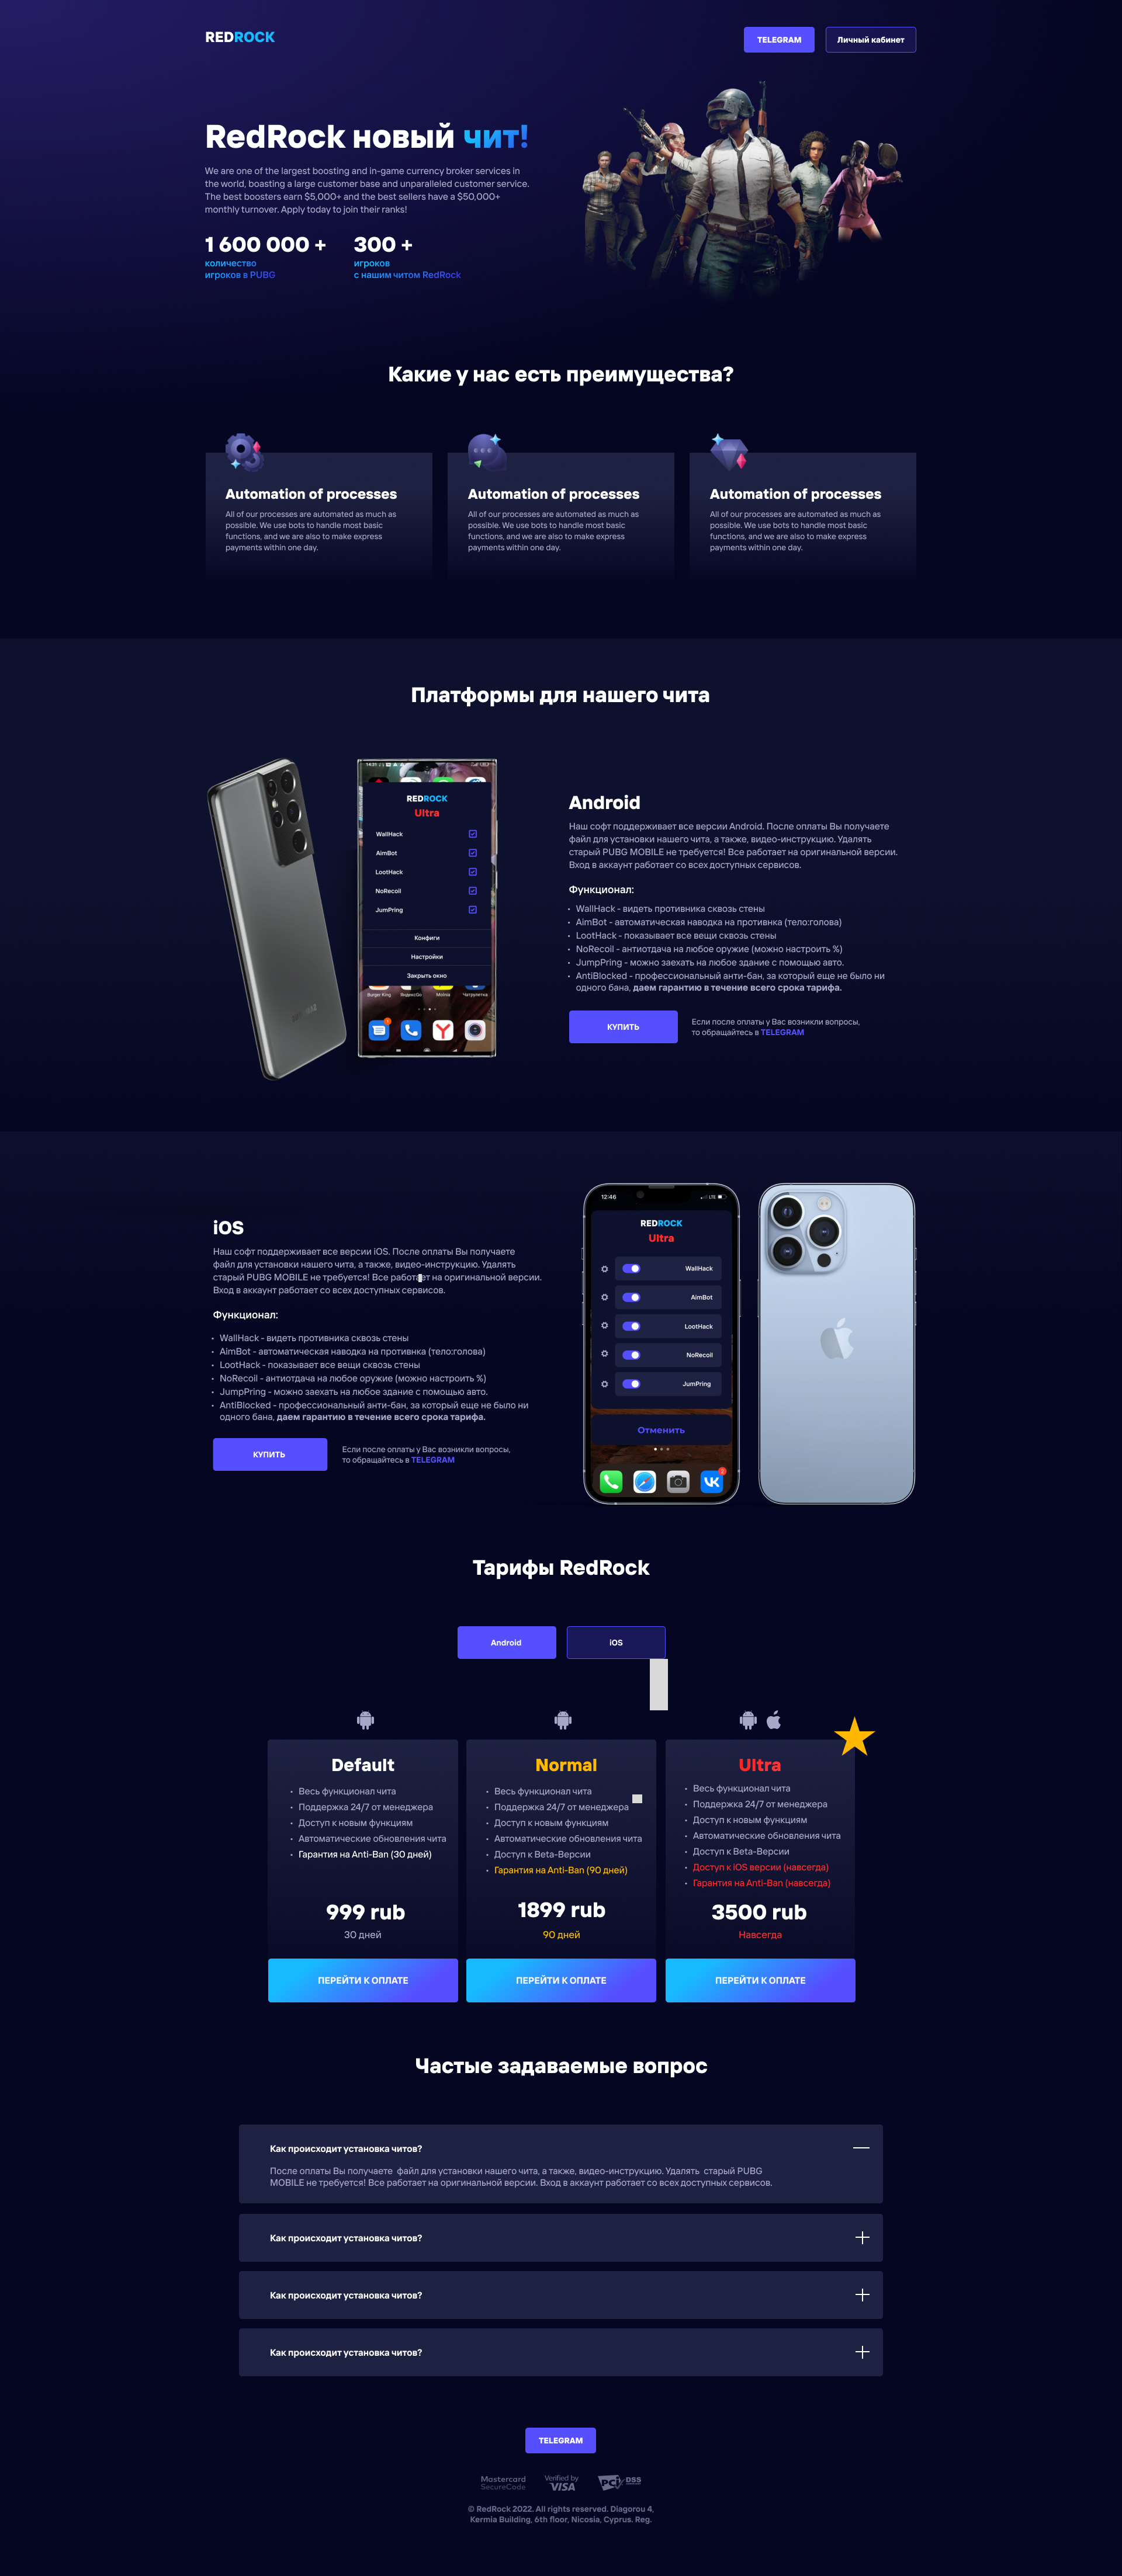 REDROCK
TELEGRAM
Личный кабинет
RedRock новый чит!
We are one of the largest boosting and in-game currency broker services in
the world, boasting a large customer base and unparalleled customer service.
The best boosters earn $5,000+ and the best sellers have a $50,000+
monthly turnover. Apply today to join their ranks!
1 600 000 +
количество
игроков в PUBG
300 +
игроков
с нашим читом RedRock
Какие у нас есть преимущества?
Automation of processes
All of our processes are automated as much as
possible. We use bots to handle most basic
functions, and we are also to make express
payments within one day.
Automation of processes
All of our processes are automated as much as
possible. We use bots to handle most basic
functions, and we are also to make express
payments within one day.
Automation of processes
All of our processes are automated as much as
possible. We use bots to handle most basic
functions, and we are also to make express
payments within one day.
Платформы для нашего чита
14:31
REDROCK
Ultra
WallHack
AimBot
LootHack
NoRecoil
JumPring
Конфиги
Настройки
Закрыть окно
Burger King
ЯндексGo
Molnia
Четрулетка
Android
Наш софт поддерживает все версии Android. После оплаты Вы получаете
файл для установки нашего чита, а также, видео-инструкцию. Удалять
старый PUBG MOBILE не требуется! Все работает на оригинальной версии.
Вход в аккаунт работает со всех доступных сервисов.
Функционал:
• WallHack - видеть противника сквозь стены
• AimBot - автоматическая наводка на противнка (тело:голова)
• LootHack - показывает все вещи сквозь стены
• NoRecoil - антиотдача на любое оружие (можно настроить %)
• JumpPring - можно заехать на любое здание с помощью авто.
• AntiBlocked - профессиональный анти-бан, за который еще не было ни
одного бана, даем гарантию в течение всего срока тарифа.
КУПИТЬ
Если после оплаты у Вас возникли вопросы,
то обращайтесь в TELEGRAM
iOS
Наш софт поддерживает все версии iOS. После оплаты Вы получаете
файл для установки нашего чита, а также, видео-инструкцию. Удалять
старый PUBG MOBILE не требуется! Все работает на оригинальной версии.
Вход в аккаунт работает со всех доступных сервисов.
Функционал:
• WallHack - видеть противника сквозь стены
• AimBot - автоматическая наводка на противнка (тело:голова)
• LootHack - показывает все вещи сквозь стены
• NoRecoil - антиотдача на любое оружие (можно настроить %)
• JumpPring - можно заехать на любое здание с помощью авто.
• AntiBlocked - профессиональный анти-бан, за который еще не было ни
одного бана, даем гарантию в течение всего срока тарифа.
КУПИТЬ
Если после оплаты у Вас возникли вопросы,
то обращайтесь в TELEGRAM
12:46
LTE
REDROCK
Ultra
WallHack
AimBot
LootHack
NoRecoil
JumPring
Отменить
2
Тарифы RedRock
Android
iOS
Default
• Весь функционал чита
• Поддержка 24/7 от менеджера
• Доступ к новым функциям
• Автоматические обновления чита
• Гарантия на Anti-Ban (30 дней)
999 rub
30 дней
ПЕРЕЙТИ К ОПЛАТЕ
Normal
• Весь функционал чита
• Поддержка 24/7 от менеджера
• Доступ к новым функциям
• Автоматические обновления чита
• Доступ к Beta-Версии
• Гарантия на Anti-Ban (90 дней)
1899 rub
90 дней
ПЕРЕЙТИ К ОПЛАТЕ
Ultra
• Весь функционал чита
• Поддержка 24/7 от менеджера
• Доступ к новым функциям
• Автоматические обновления чита
• Доступ к Beta-Версии
• Доступ к iOS версии (навсегда)
• Гарантия на Anti-Ban (навсегда)
3500 rub
Навсегда
ПЕРЕЙТИ К ОПЛАТЕ
Частые задаваемые вопрос
Как происходит установка читов?
После оплаты Вы получаете файл для установки нашего чита, а также, видео-инструкцию. Удалять старый PUBG
MOBILE не требуется! Все работает на оригинальной версии. Вход в аккаунт работает со всех доступных сервисов.
Как происходит установка читов?
Как происходит установка читов?
Как происходит установка читов?
TELEGRAM
Mastercard
SecureCode
Verified by
VISA
PCI DSS
© RedRock 2022. All rights reserved. Diagorou 4,
Kermia Building, 6th floor, Nicosia, Cyprus. Reg.